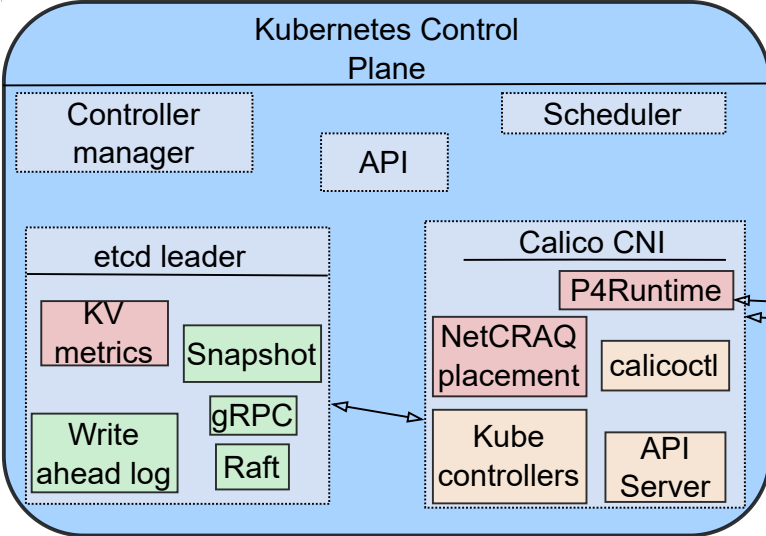 Kubernetes Control
Plane
Controller
manager
API
Scheduler
etcd leader
KV
metrics
Snapshot
gRPC
Write
ahead log
Raft
Calico CNI
P4Runtime
NetCRAQ
placement
calicoctl
Kube
controllers
API
Server